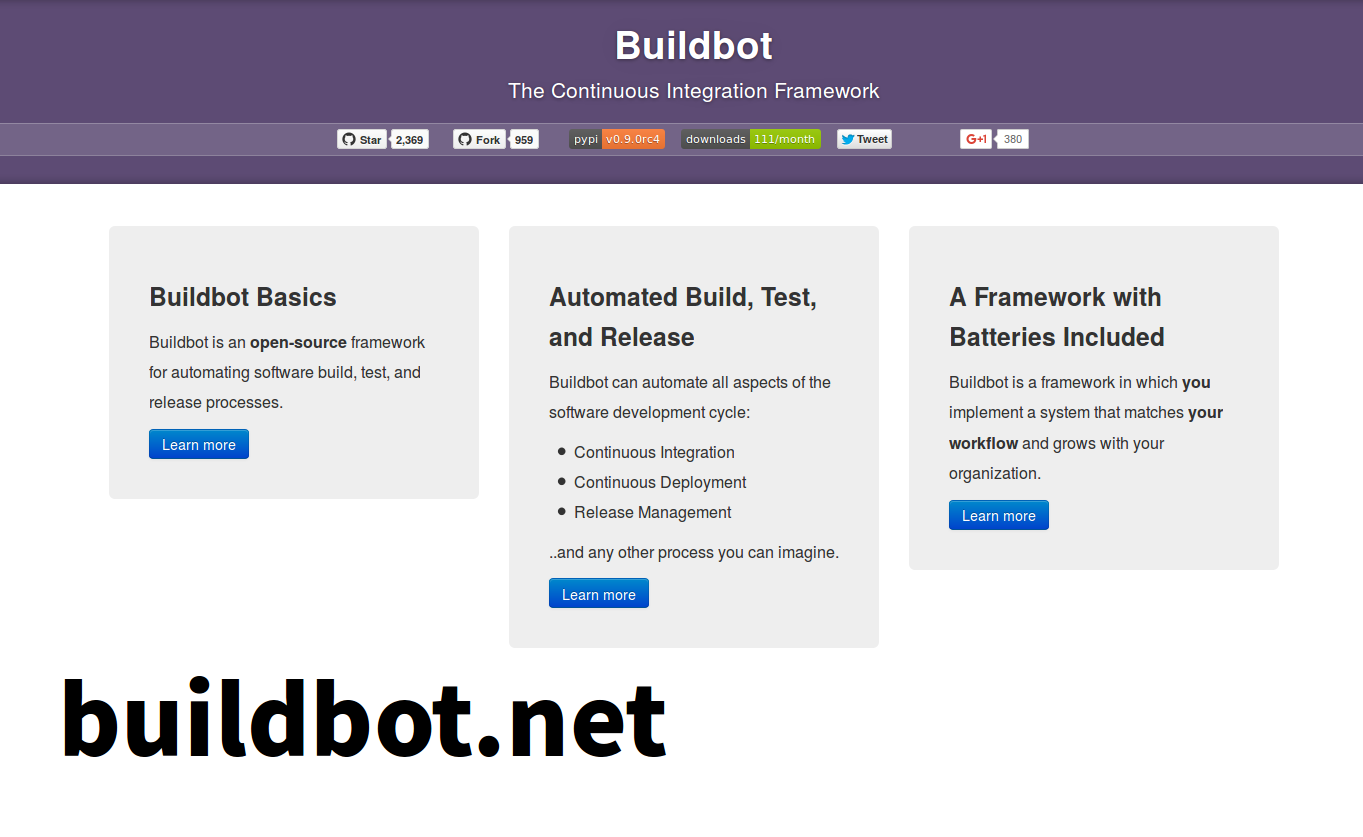 Buildbot
The Continuous Integration Framework
Star 2,369 Fork 959 pypi v0.9.0rc4 downloads 111/month Tweet G+1 380
Buildbot Basics
Buildbot is an open-source framework
for automating software build, test, and
release processes.
Learn more
Automated Build, Test,
and Release
Buildbot can automate all aspects of the
software development cycle:
Continuous Integration
Continuous Deployment
Release Management
..and any other process you can imagine.
Learn more
A Framework with
Batteries Included
Buildbot is a framework in which you
implement a system that matches your
workflow and grows with your
organization.
Learn more
buildbot.net